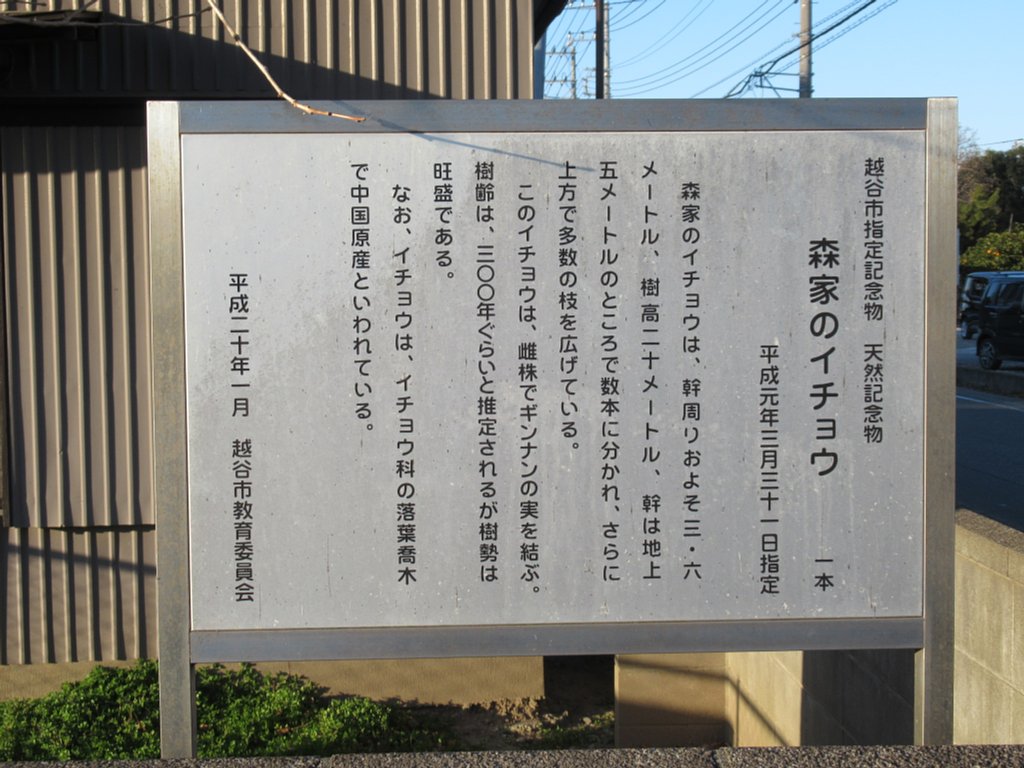 越谷市指定記念物　天然記念物
森家のイチョウ――一本
平成元年三月三十一日指定
森家のイチョウは、幹周りおよそ三・六
メートル、樹高二十メートル、幹は地上
五メートルのところで数本に分かれ、さらに
上方で多数の枝を広げている。
このイチョウは、雌株でギンナンの実を結ぶ。
樹齢は、三〇〇年ぐらいと推定されるが樹勢は
旺盛である。
なお、イチョウは、イチョウ科の落葉喬木
で中国原産といわれている。
平成二十年一月　越谷市教育委員会